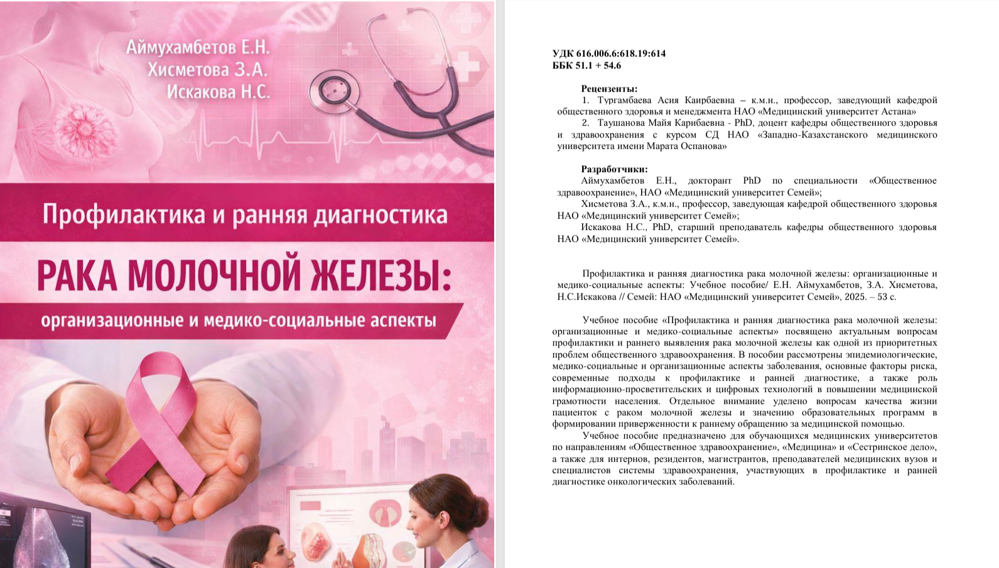 Аймухамбетов Е.Н.
Хисметова З.А.
Искакова Н.С.
Профилактика и ранняя диагностика
РАКА МОЛОЧНОЙ ЖЕЛЕЗЫ:
организационные и медико-социальные аспекты
УДК 616.006.6:618.19:614
ББК 51.1 + 54.6
Рецензенты:
1. Тургамбаева Асия Каирбаевна – к.м.н., профессор, заведующий кафедрой
общественного здоровья и менеджмента НАО «Медицинский университет Астана»
2. Таушанова Майя Карибаевна - PhD, доцент кафедры общественного здоровья
и здравоохранения с курсом СД НАО «Западно-Казахстанского медицинского
университета имени Марата Оспанова»
Разработчики:
Аймухамбетов Е.Н., докторант PhD по специальности «Общественное
здравоохранение», НАО «Медицинский университет Семей»;
Хисметова З.А., к.м.н., профессор, заведующая кафедрой общественного здоровья
НАО «Медицинский университет Семей»;
Искакова Н.С., PhD, старший преподаватель кафедры общественного здоровья
НАО «Медицинский университет Семей».
Профилактика и ранняя диагностика рака молочной железы: организационные и
медико-социальные аспекты: Учебное пособие/ Е.Н. Аймухамбетов, З.А. Хисметова,
Н.С.Искакова // Семей: НАО «Медицинский университет Семей», 2025. – 53 с.
Учебное пособие «Профилактика и ранняя диагностика рака молочной железы:
организационные и медико-социальные аспекты» посвящено актуальным вопросам
профилактики и раннего выявления рака молочной железы как одной из приоритетных
проблем общественного здравоохранения. В пособии рассмотрены эпидемиологические,
медико-социальные и организационные аспекты заболевания, основные факторы риска,
современные подходы к профилактике и ранней диагностике, а также роль
информационно-просветительских и цифровых технологий в повышении медицинской
грамотности населения. Отдельное внимание уделено вопросам качества жизни
пациенток с раком молочной железы и значению образовательных программ в
формировании приверженности к раннему обращению за медицинской помощью.
Учебное пособие предназначено для обучающихся медицинских университетов
по направлениям «Общественное здравоохранение», «Медицина» и «Сестринское дело»,
а также для интернов, резидентов, магистрантов, преподавателей медицинских вузов и
специалистов системы здравоохранения, участвующих в профилактике и ранней
диагностике онкологических заболеваний.